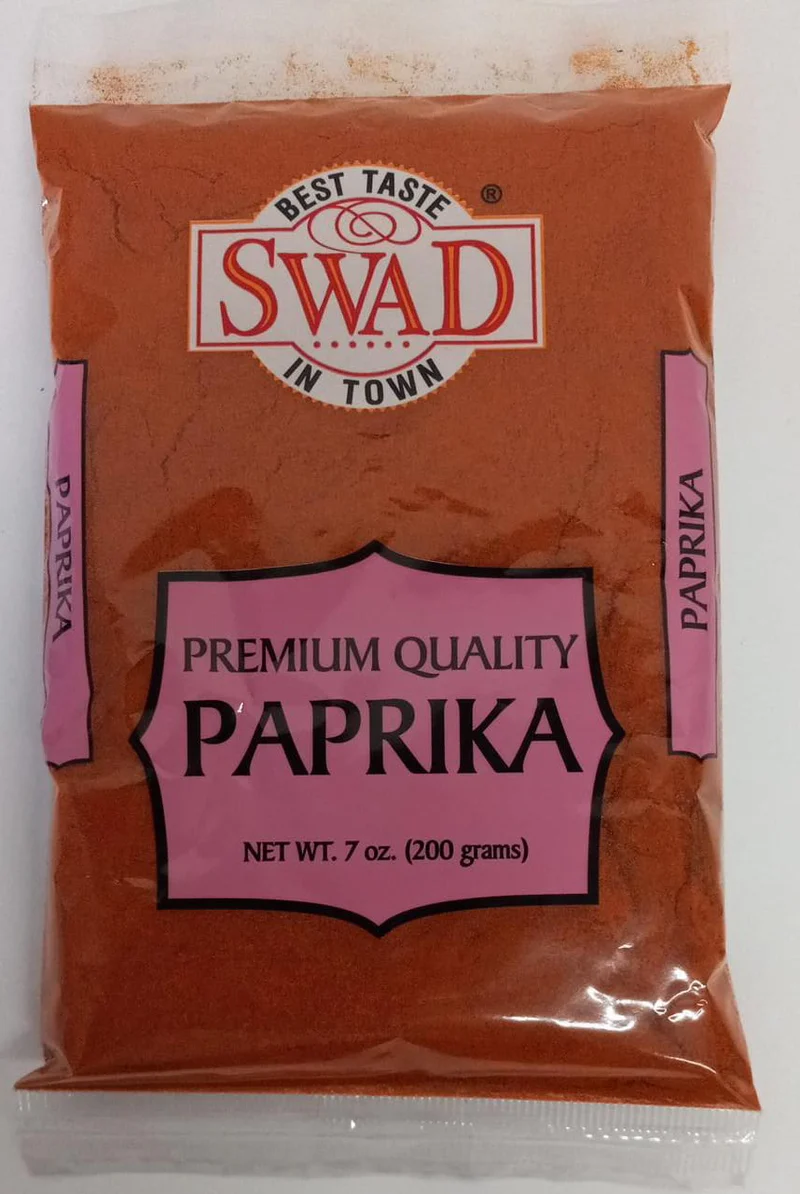 BEST TASTE
®
SWAD
IN TOWN
PAPRIKA
PAPRIKA
PREMIUM QUALITY
PAPRIKA
NET WT. 7 oz. (200 grams)